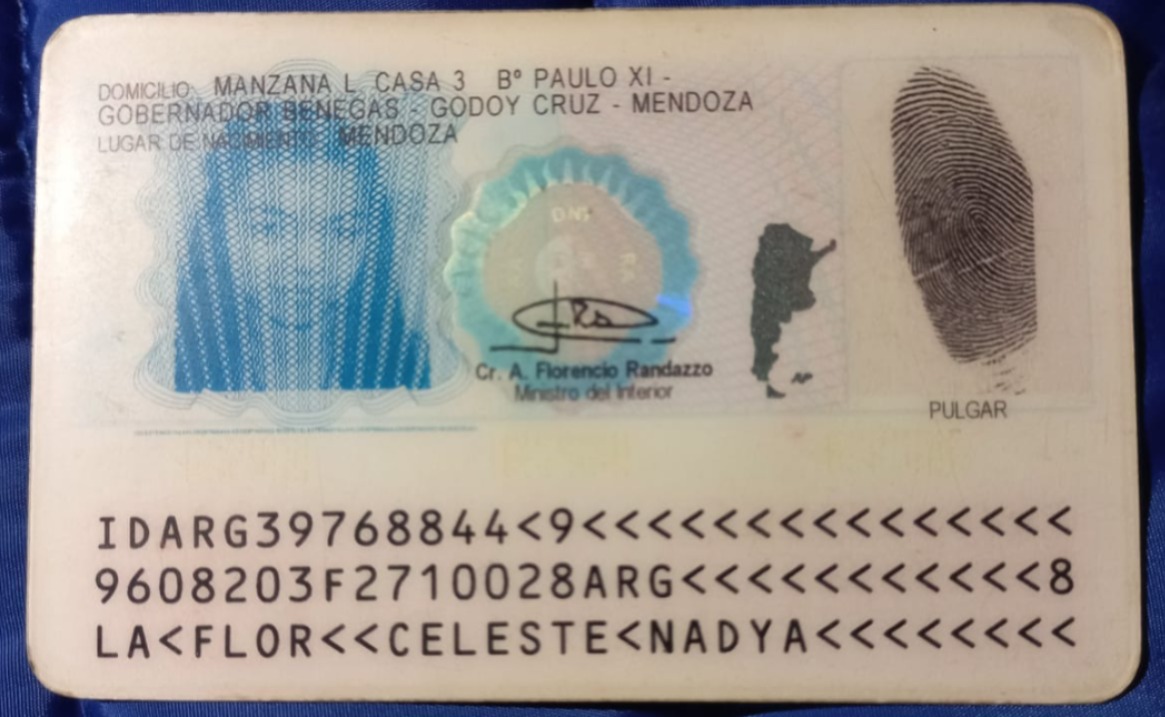 DOMICILIO: MANZANA L CASA 3 Bº PAULO XI -
GOBERNADOR BENEGAS - GODOY CRUZ - MENDOZA
LUGAR DE NACIMIENTO: MENDOZA
DNI
Cr. A. Florencio Randazzo
Ministro del Interior
PULGAR
IDARG39768844<9<<<<<<<<<<<<<<<
9608203F2710028ARG<<<<<<<<<<<8
LA<FLOR<<CELESTE<NADYA<<<<<<<<